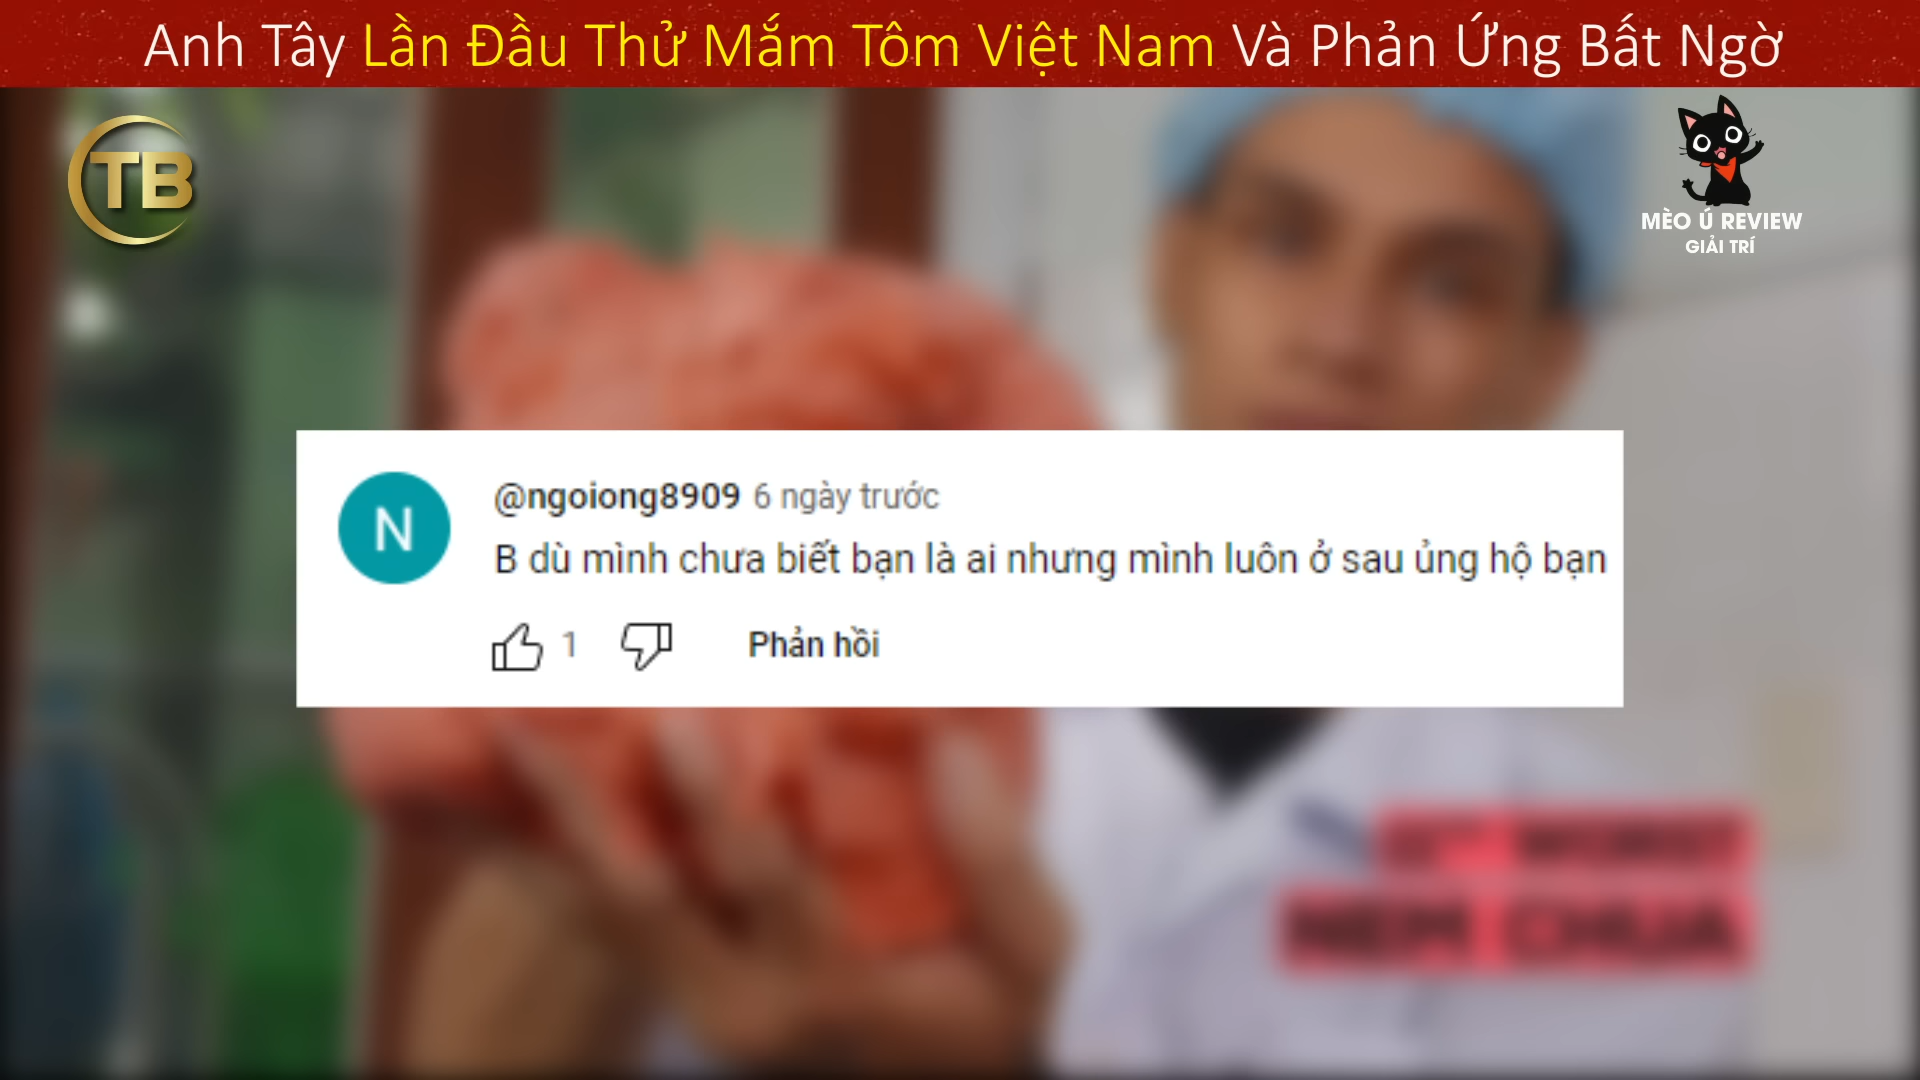 Anh Tây Lần Đầu Thử Mắm Tôm Việt Nam Và Phản Ứng Bất Ngờ
TB
MÈO Ú REVIEW
GIẢI TRÍ
N
@ngoiong8909 6 ngày trước
B dù mình chưa biết bạn là ai nhưng mình luôn ở sau ủng hộ bạn
1 Phản hồi
NEM CHUA